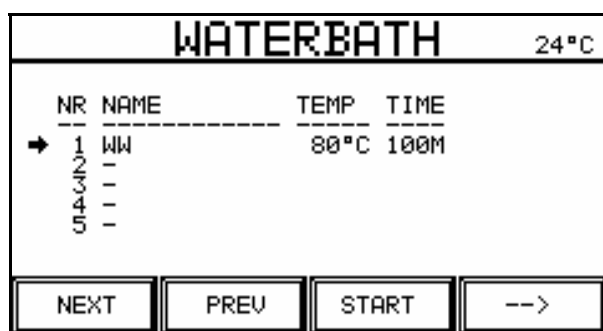 WATERBATH 24°C
NR NAME TEMP TIME
1 WW 80°C 100M
2 -
3 -
4 -
5 -
NEXT PREV START -->